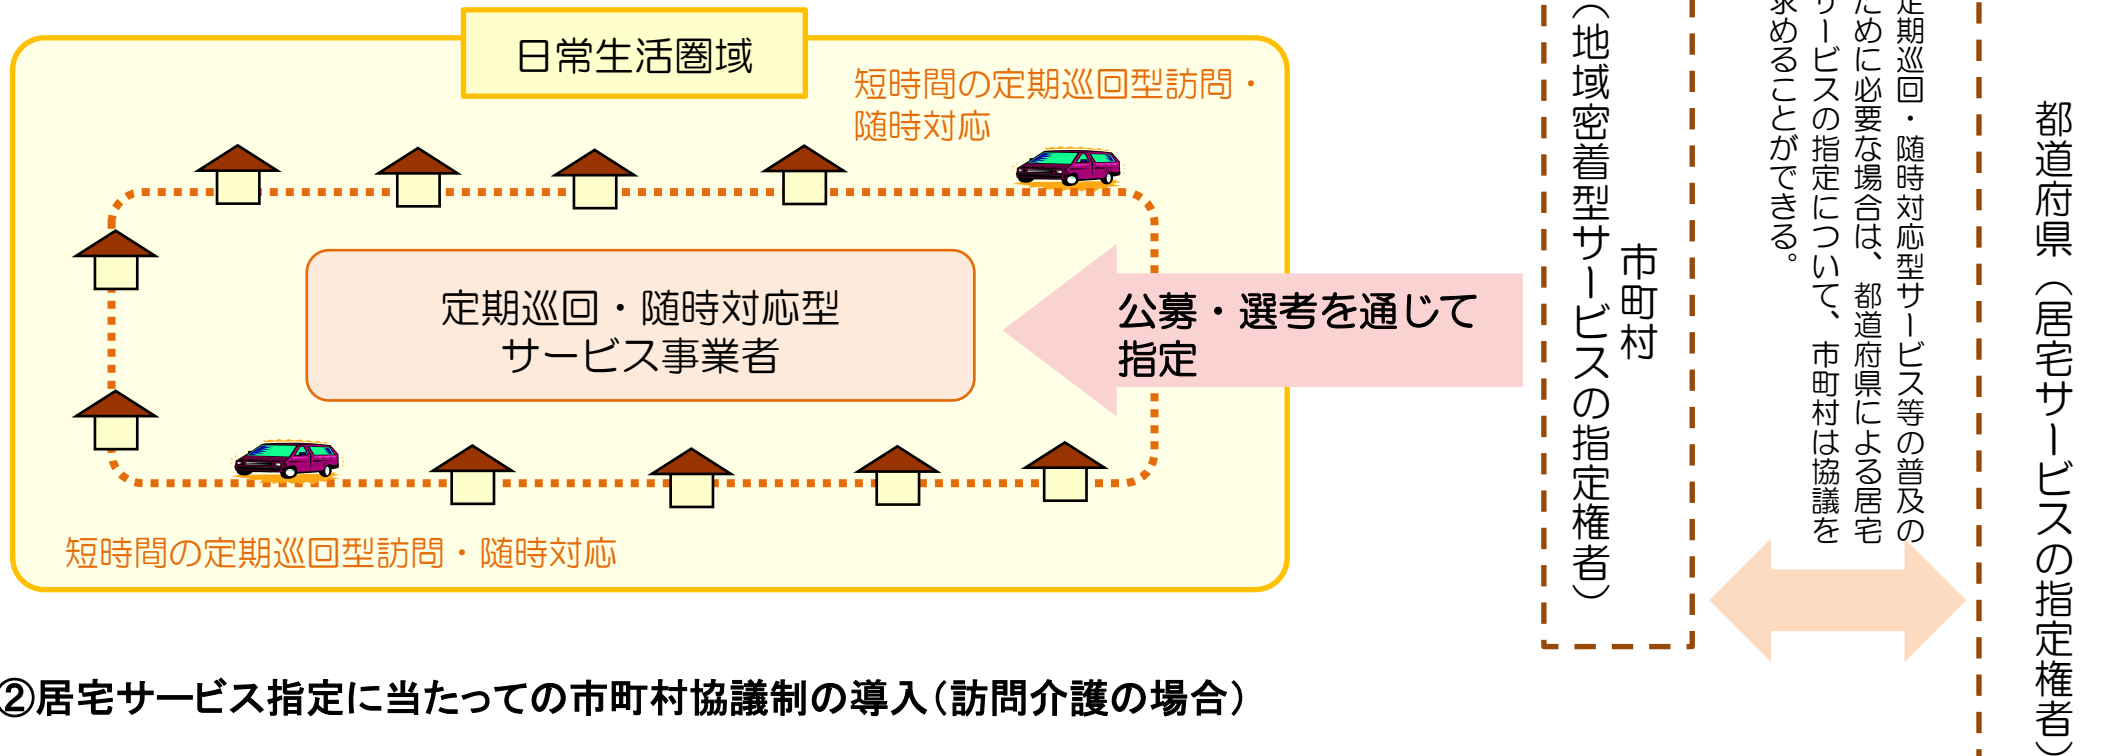 日常生活圏域
短時間の定期巡回型訪問・
随時対応
定期巡回・随時対応型
サービス事業者
公募・選考を通じて
指定
短時間の定期巡回型訪問・随時対応
市町村
（地域密着型サービスの指定権者）
定期巡回・随時対応型サービス等の普及の
ために必要な場合は、都道府県による居宅
サービスの指定について、市町村は協議を
求めることができる。
都道府県（居宅サービスの指定権者）
②居宅サービス指定に当たっての市町村協議制の導入（訪問介護の場合）